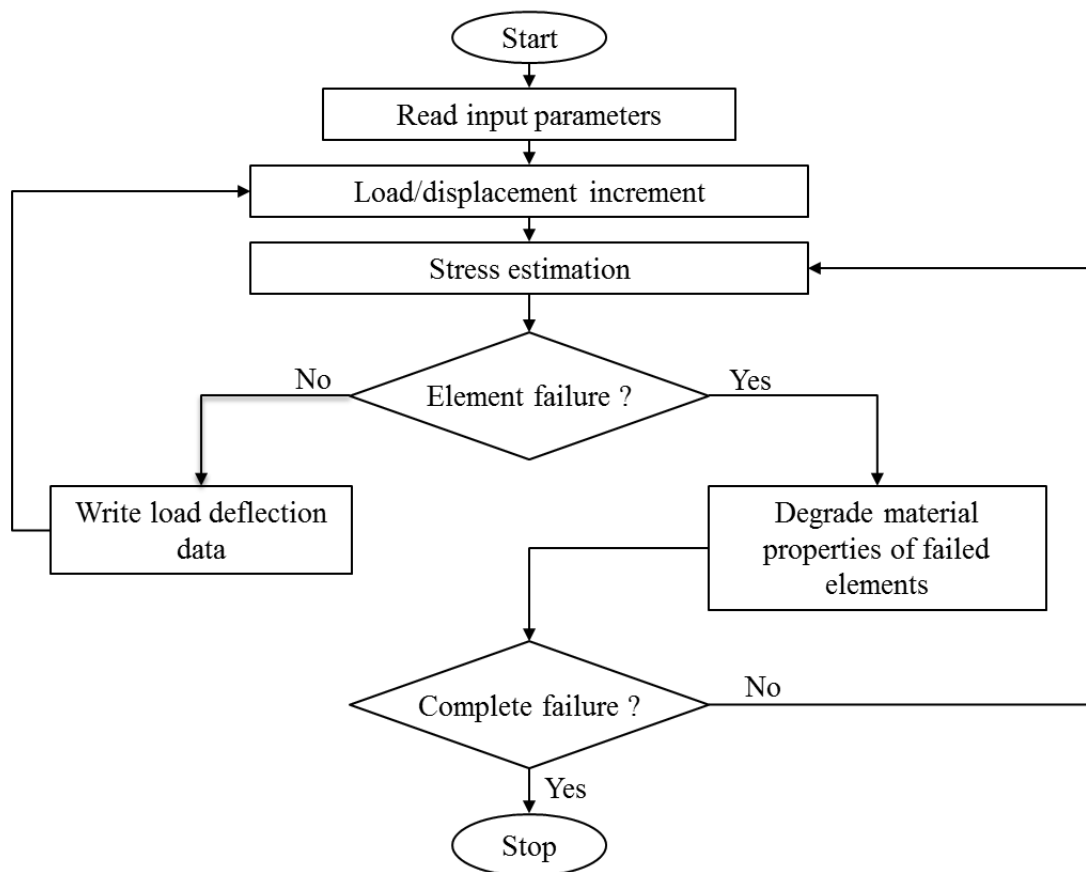 Start
Read input parameters
Load/displacement increment
Stress estimation
No
Element failure ?
Yes
Write load deflection
data
Degrade material
properties of failed
elements
Complete failure ?
No
Yes
Stop